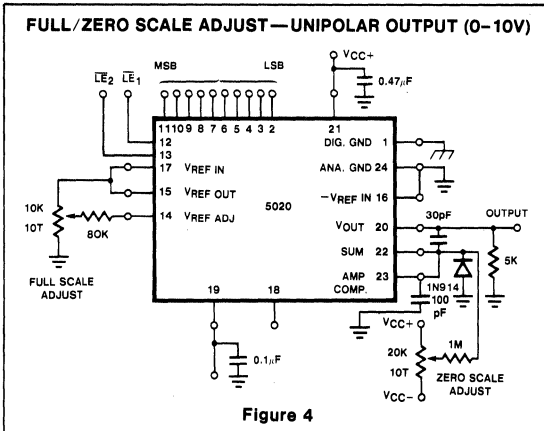 FULL/ZERO SCALE ADJUST—UNIPOLAR OUTPUT (0–10V)
VCC+
MSB LSB
LE2 LE1
0.47µF
11 10 9 8 7 6 5 4 3 2
21
12
DIG. GND 1
13
17 VREF IN
ANA. GND 24
15 VREF OUT
−VREF IN 16
10K
10T
5020
30pF
14 VREF ADJ
80K
VOUT 20
OUTPUT
SUM 22
FULL SCALE
ADJUST
AMP 23
COMP.
1N914
5K
100
pF
19 18
VCC+
0.1µF
20K
10T
1M
ZERO SCALE
ADJUST
VCC−
Figure 4